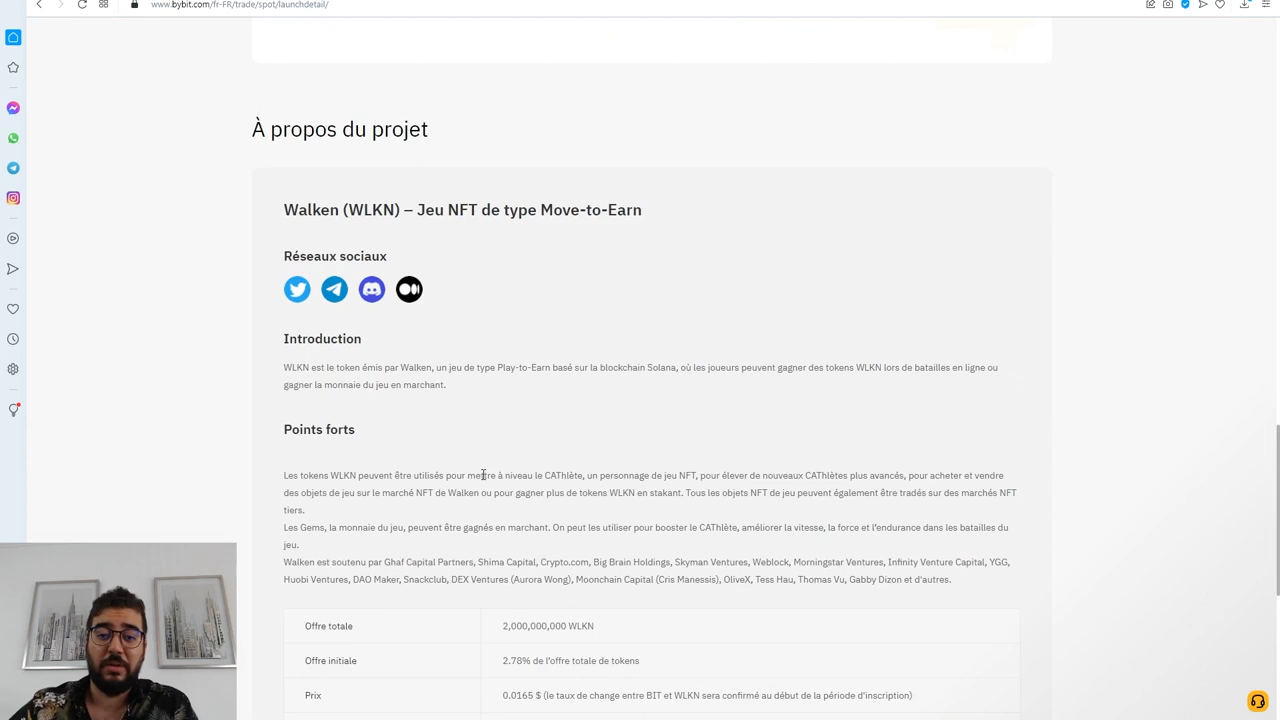 www.bybit.com/fr-FR/trade/spot/launchdetail/
À propos du projet
Walken (WLKN) – Jeu NFT de type Move-to-Earn
Réseaux sociaux
Introduction
WLKN est le token émis par Walken, un jeu de type Play-to-Earn basé sur la blockchain Solana, où les joueurs peuvent gagner des tokens WLKN lors de batailles en ligne ou
gagner la monnaie du jeu en marchant.
Points forts
Les tokens WLKN peuvent être utilisés pour mettre à niveau le CAThlète, un personnage de jeu NFT, pour élever de nouveaux CAThlètes plus avancés, pour acheter et vendre
des objets de jeu sur le marché NFT de Walken ou pour gagner plus de tokens WLKN en stakant. Tous les objets NFT de jeu peuvent également être tradés sur des marchés NFT
tiers.
Les Gems, la monnaie du jeu, peuvent être gagnés en marchant. On peut les utiliser pour booster le CAThlète, améliorer la vitesse, la force et l'endurance dans les batailles du
jeu.
Walken est soutenu par Ghaf Capital Partners, Shima Capital, Crypto.com, Big Brain Holdings, Skyman Ventures, Weblock, Morningstar Ventures, Infinity Venture Capital, YGG,
Huobi Ventures, DAO Maker, Snackclub, DEX Ventures (Aurora Wong), Moonchain Capital (Cris Manessis), OliveX, Tess Hau, Thomas Vu, Gabby Dizon et d'autres.
Offre totale 2,000,000,000 WLKN
Offre initiale 2.78% de l'offre totale de tokens
Prix 0.0165 $ (le taux de change entre BIT et WLKN sera confirmé au début de la période d'inscription)